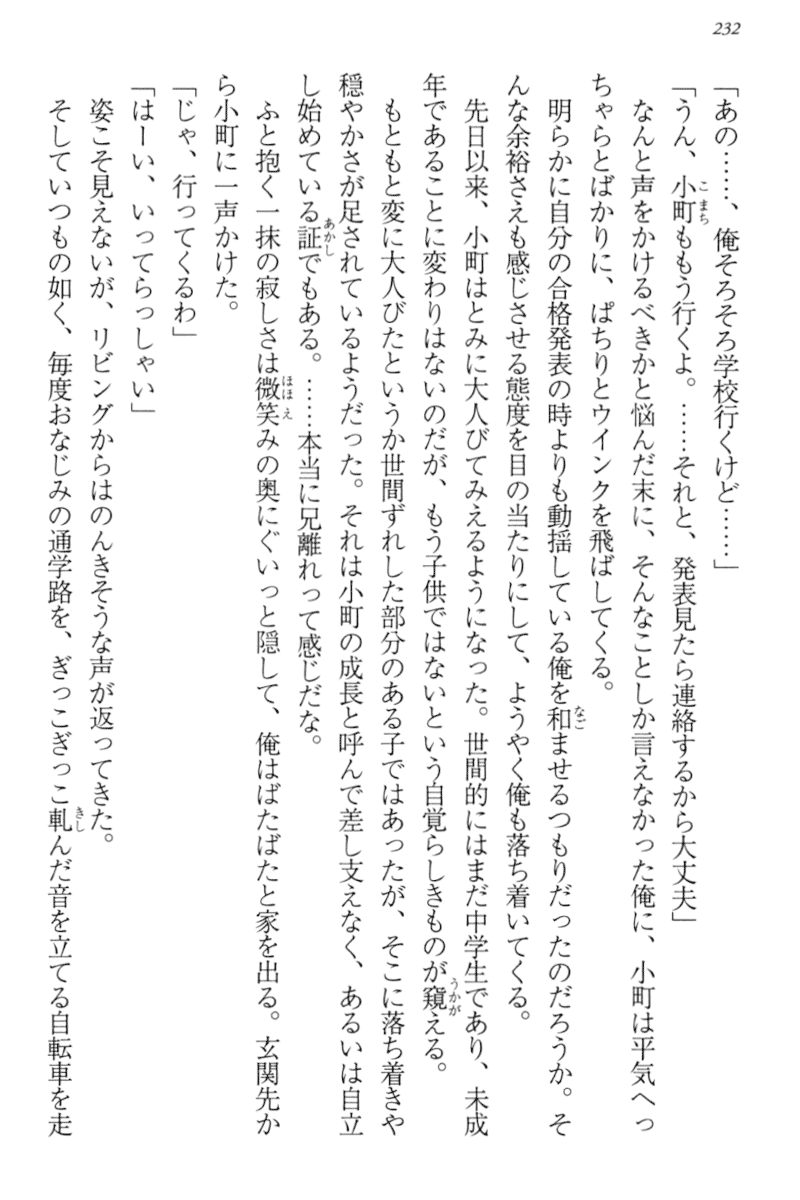 232
「あの……、俺そろそろ学校行くけど……」
「うん、小町ももう行くよ。……それと、発表見たら連絡するから大丈夫」
なんと声をかけるべきかと悩んだ末に、そんなことしか言えなかった俺に、小町は平気へっ
ちゃらとばかりに、ぱちりとウインクを飛ばしてくる。
明らかに自分の合格発表の時よりも動揺している俺を和ませるつもりだったのだろうか。そ
んな余裕さえも感じさせる態度を目の当たりにして、ようやく俺も落ち着いてくる。
先日以来、小町はとみに大人びてみえるようになった。世間的にはまだ中学生であり、未成
年であることに変わりはないのだが、もう子供ではないという自覚らしきものが窺える。
もともと変に大人びたというか世間ずれした部分のある子ではあったが、そこに落ち着きや
穏やかさが足されているようだった。それは小町の成長と呼んで差し支えなく、あるいは自立
し始めている証でもある。……本当に兄離れって感じだな。
ふと抱く一抹の寂しさは微笑みの奥にぐいっと隠して、俺はばたばたと家を出る。玄関先か
ら小町に一声かけた。
「じゃ、行ってくるわ」
「はーい、いってらっしゃい」
姿こそ見えないが、リビングからはのんきそうな声が返ってきた。
そしていつもの如く、毎度おなじみの通学路を、ぎっこぎっこ軋んだ音を立てる自転車を走